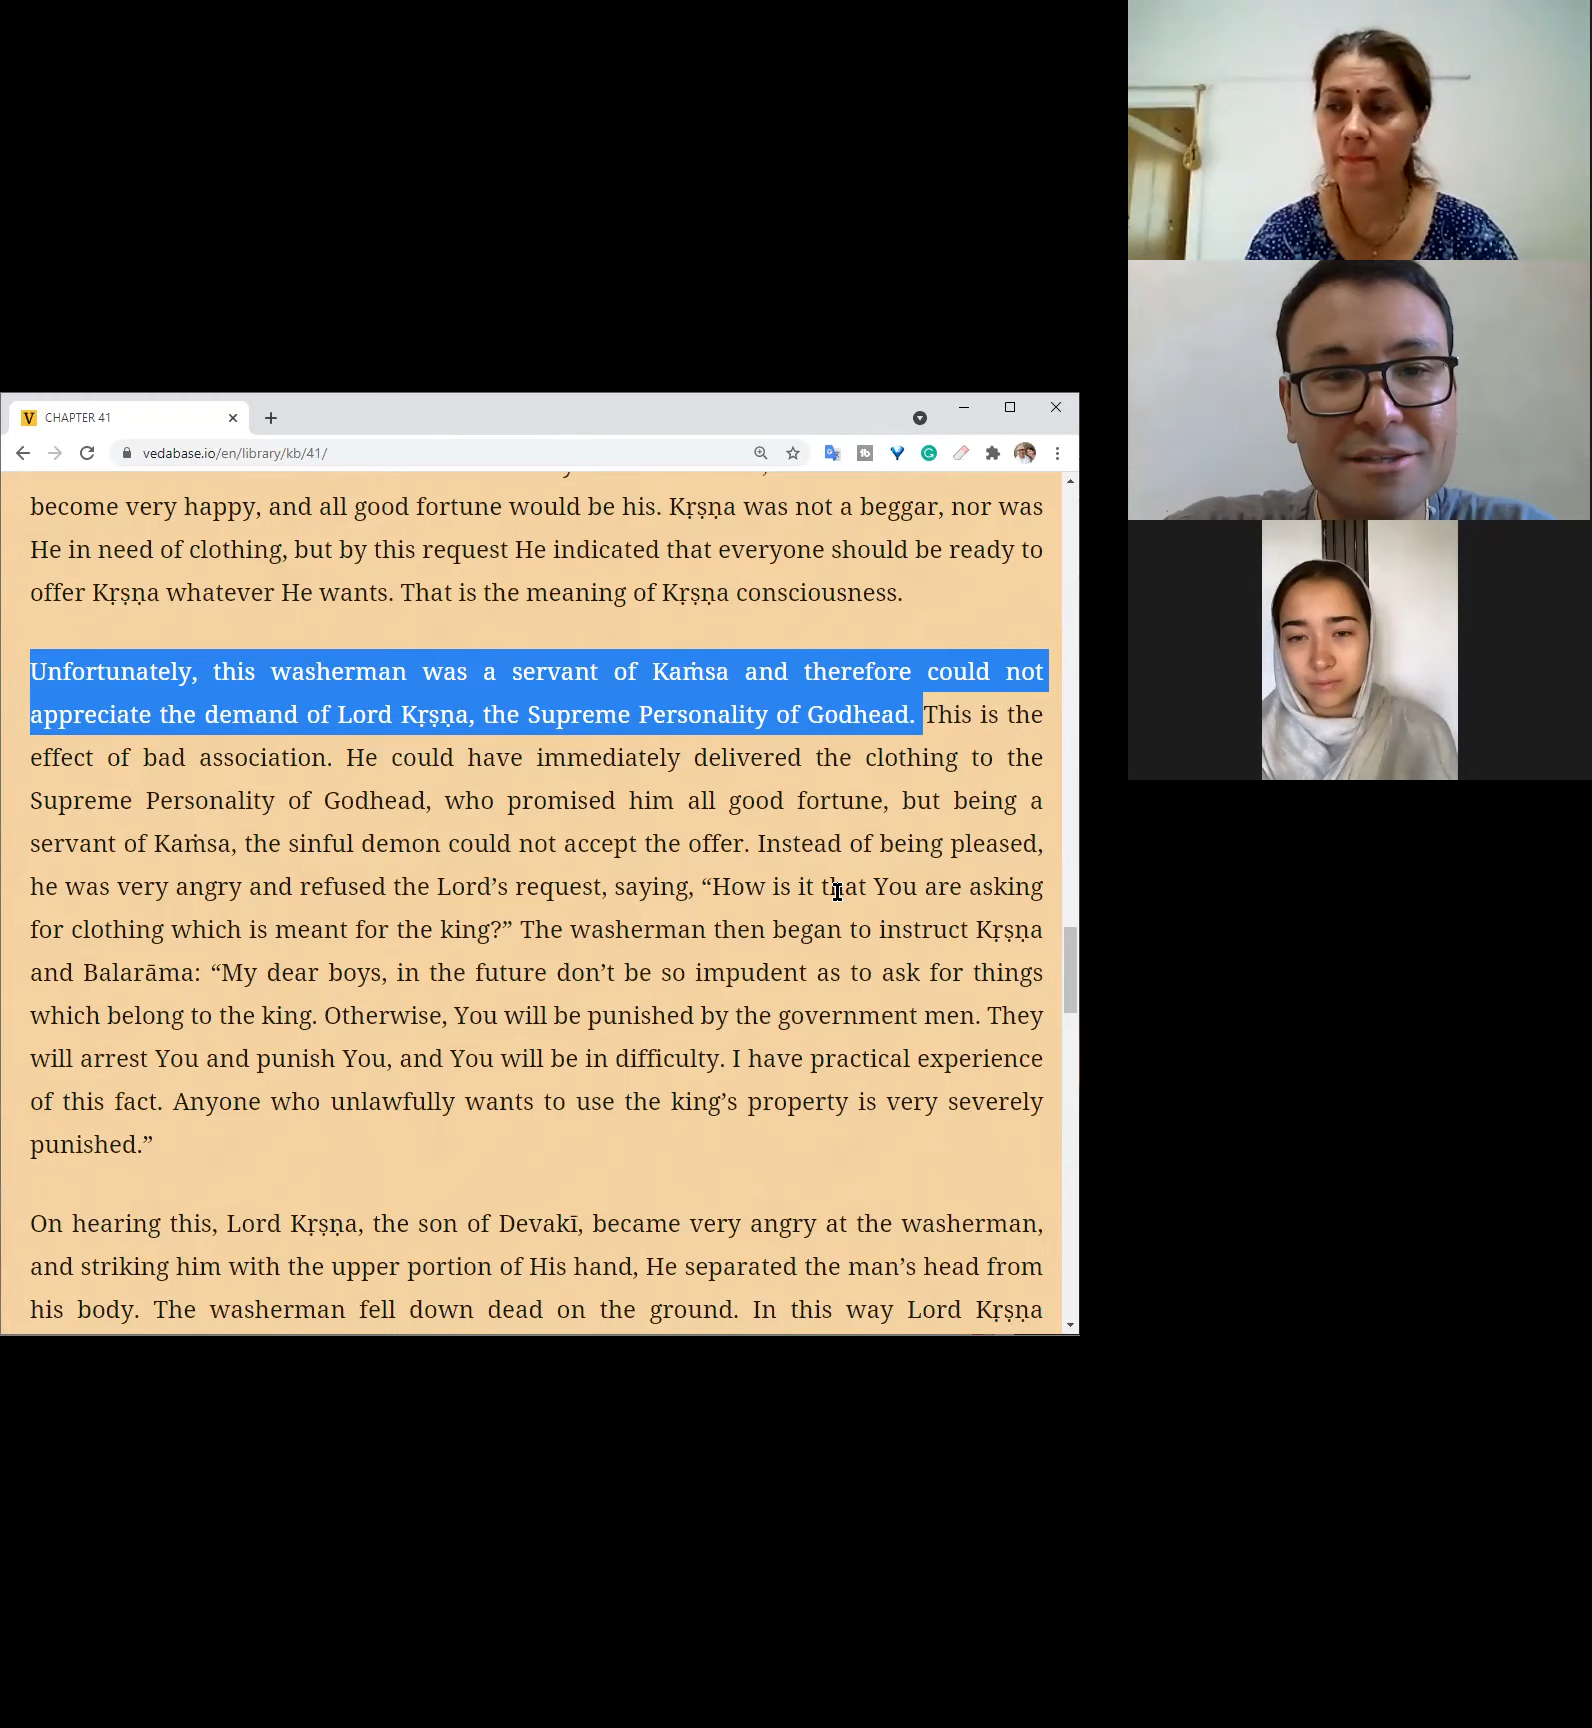 CHAPTER 41
vedabase.io/en/library/kb/41/
become very happy, and all good fortune would be his. Kṛṣṇa was not a beggar, nor was
He in need of clothing, but by this request He indicated that everyone should be ready to
offer Kṛṣṇa whatever He wants. That is the meaning of Kṛṣṇa consciousness.
Unfortunately, this washerman was a servant of Kaṁsa and therefore could not
appreciate the demand of Lord Kṛṣṇa, the Supreme Personality of Godhead. This is the
effect of bad association. He could have immediately delivered the clothing to the
Supreme Personality of Godhead, who promised him all good fortune, but being a
servant of Kaṁsa, the sinful demon could not accept the offer. Instead of being pleased,
he was very angry and refused the Lord’s request, saying, “How is it that You are asking
for clothing which is meant for the king?” The washerman then began to instruct Kṛṣṇa
and Balarāma: “My dear boys, in the future don’t be so impudent as to ask for things
which belong to the king. Otherwise, You will be punished by the government men. They
will arrest You and punish You, and You will be in difficulty. I have practical experience
of this fact. Anyone who unlawfully wants to use the king’s property is very severely
punished.”
On hearing this, Lord Kṛṣṇa, the son of Devakī, became very angry at the washerman,
and striking him with the upper portion of His hand, He separated the man’s head from
his body. The washerman fell down dead on the ground. In this way Lord Kṛṣṇa